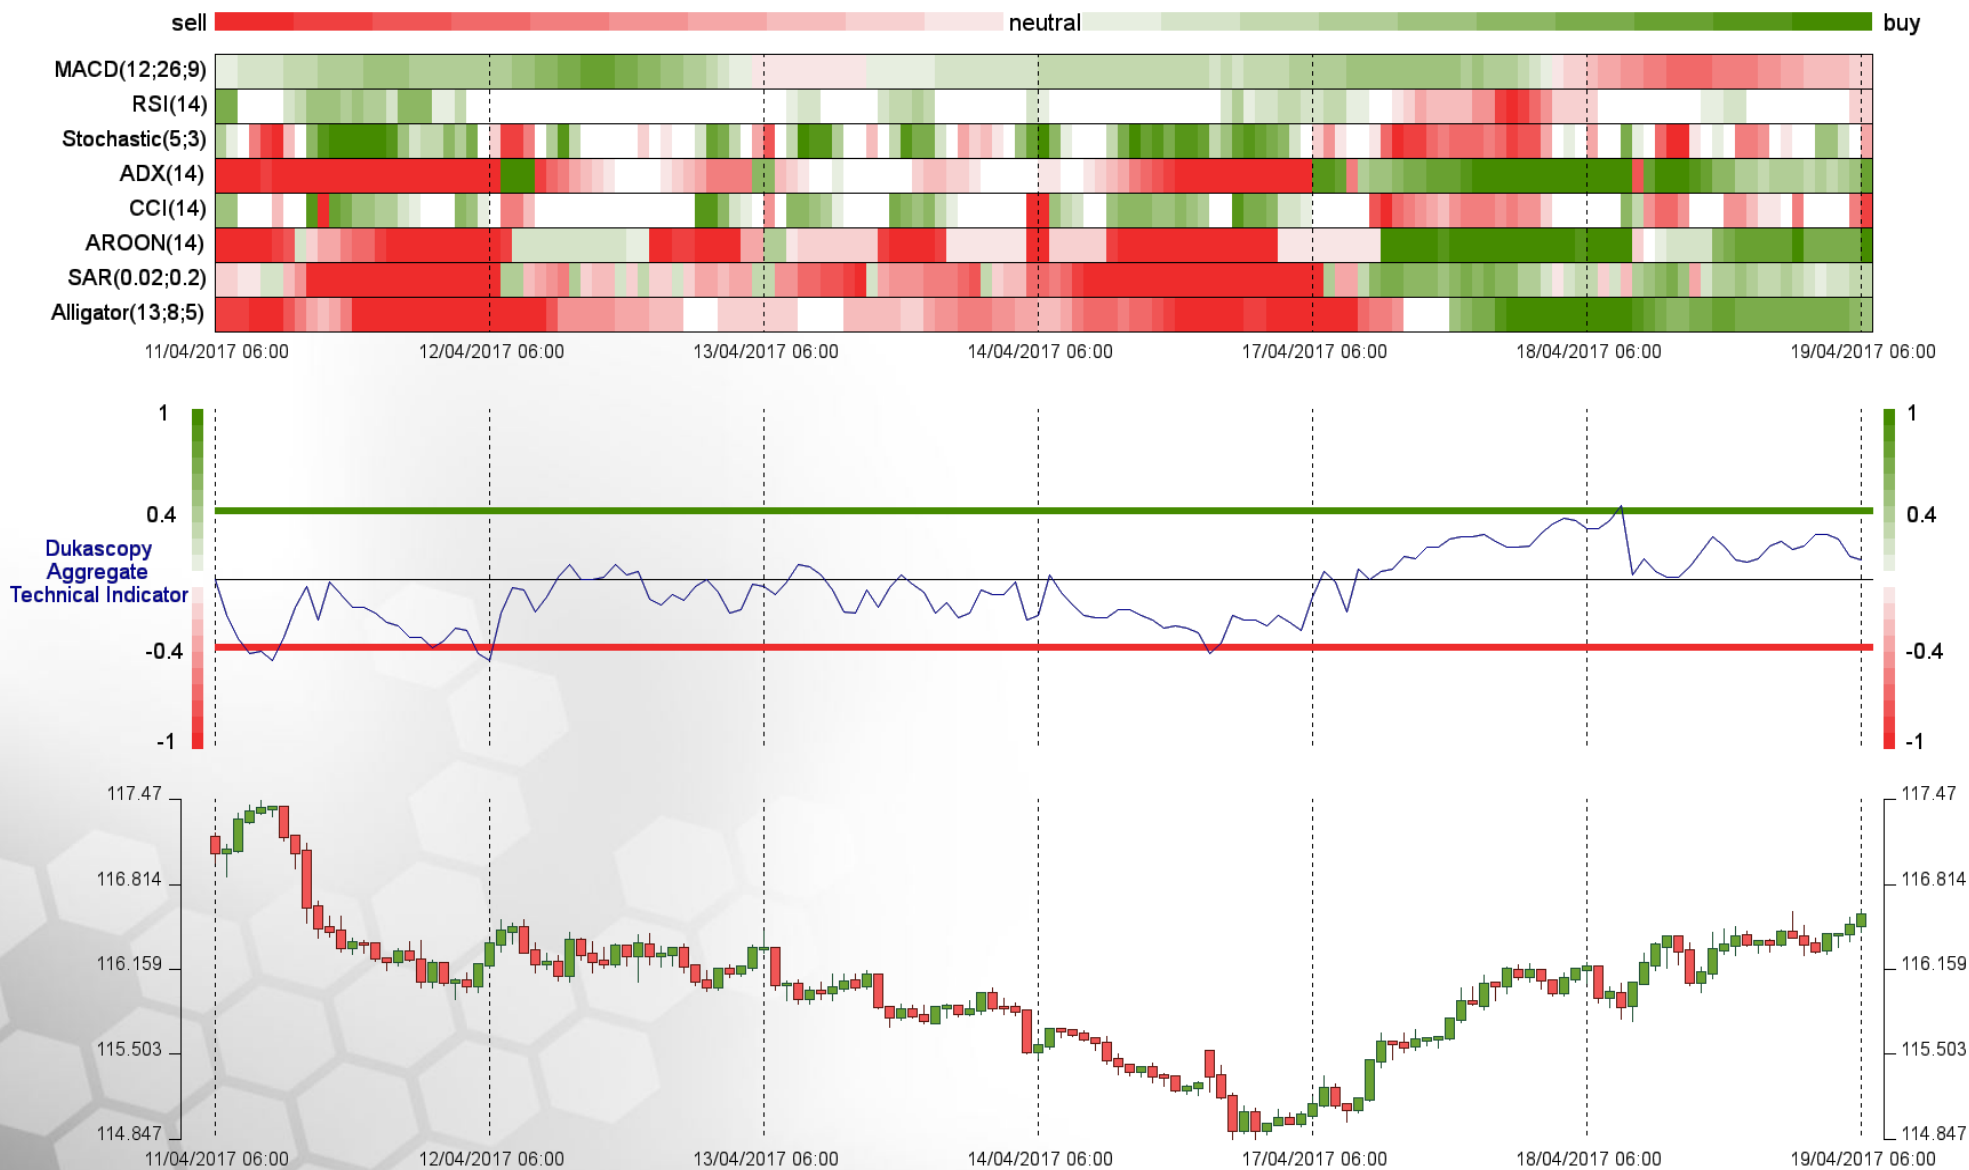 sell neutral buy
MACD(12;26;9)
RSI(14)
Stochastic(5;3)
ADX(14)
CCI(14)
AROON(14)
SAR(0.02;0.2)
Alligator(13;8;5)
11/04/2017 06:00 12/04/2017 06:00 13/04/2017 06:00 14/04/2017 06:00 17/04/2017 06:00 18/04/2017 06:00 19/04/2017 06:00
1 1
0.4 0.4
Dukascopy
Aggregate
Technical Indicator
-0.4 -0.4
-1 -1
117.47 117.47
116.814 116.814
116.159 116.159
115.503 115.503
114.847 114.847
11/04/2017 06:00 12/04/2017 06:00 13/04/2017 06:00 14/04/2017 06:00 17/04/2017 06:00 18/04/2017 06:00 19/04/2017 06:00